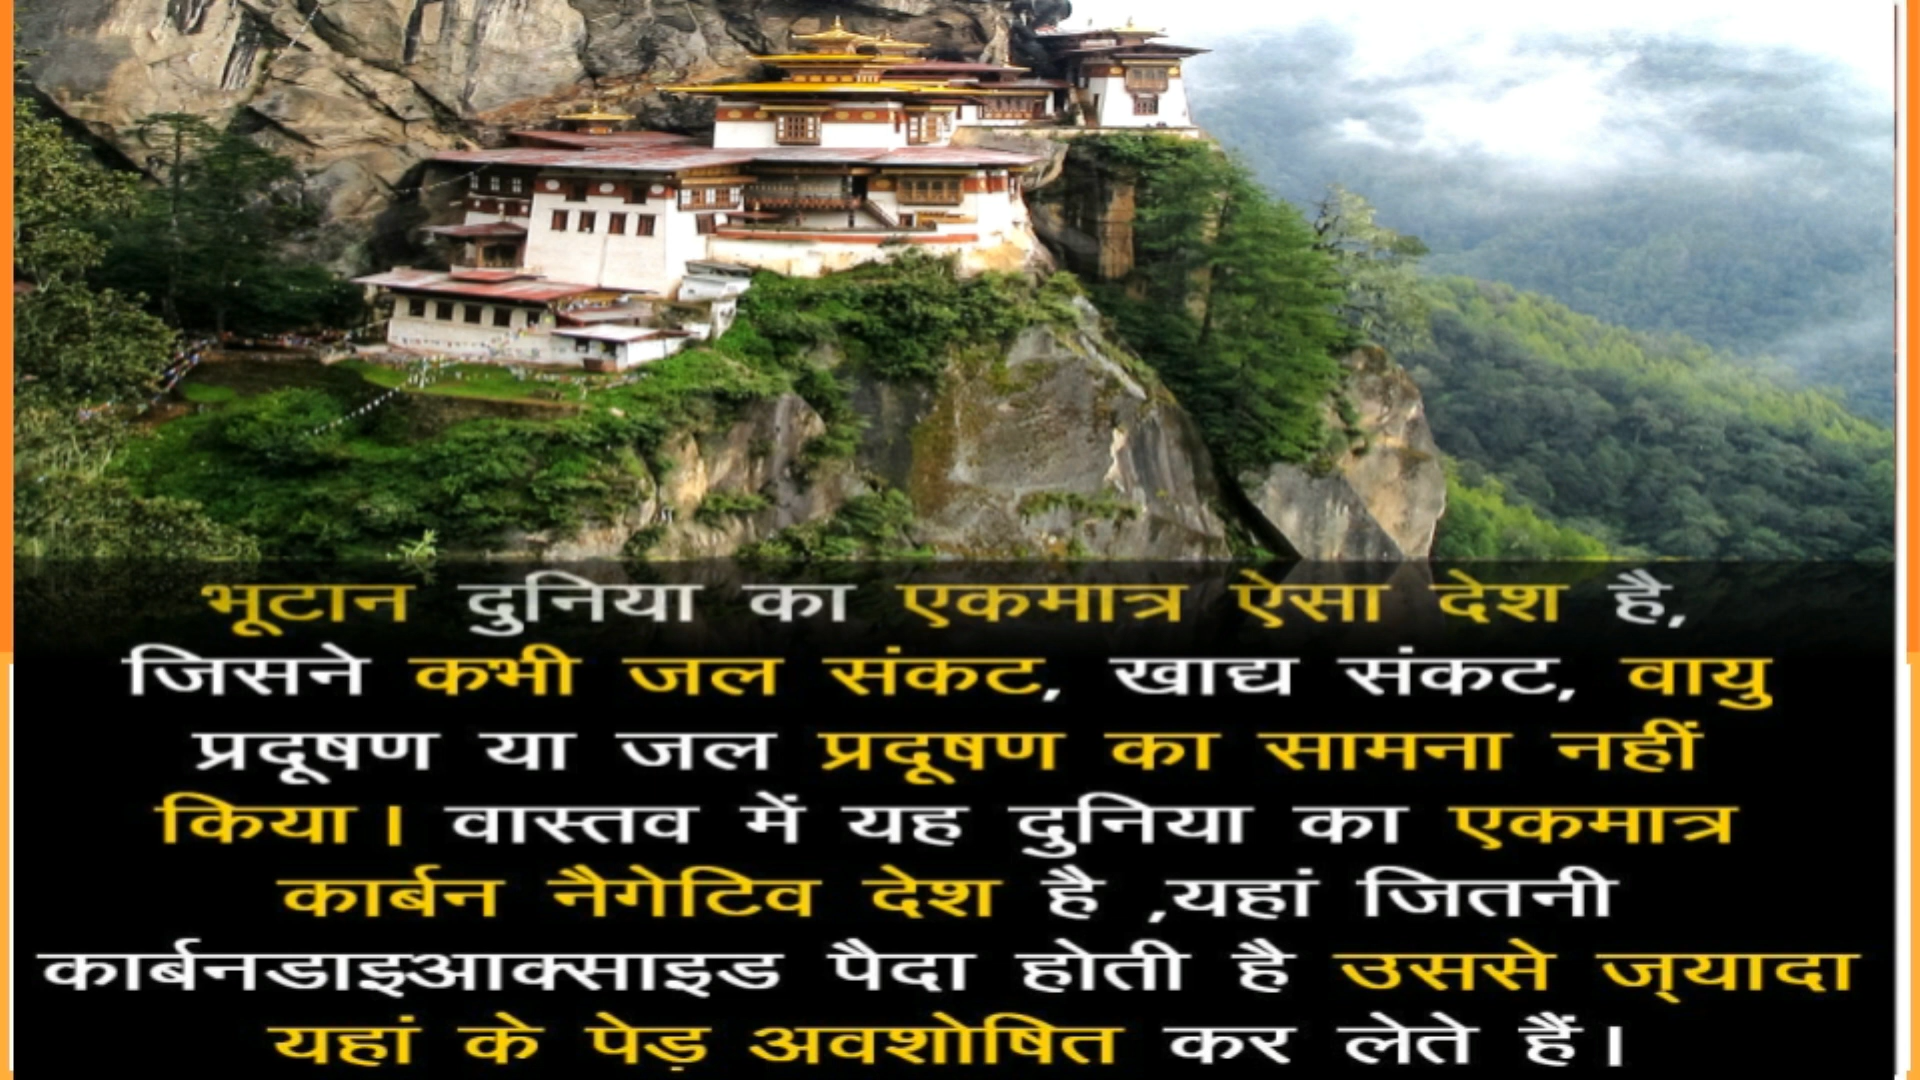 भूटान दुनिया का एकमात्र ऐसा देश है,
जिसने कभी जल संकट, खाद्य संकट, वायु
प्रदूषण या जल प्रदूषण का सामना नहीं
किया। वास्तव में यह दुनिया का एकमात्र
कार्बन नैगेटिव देश है ,यहां जितनी
कार्बनडाइआक्साइड पैदा होती है उससे ज्‌यादा
यहां के पेड़ अवशोषित कर लेते हैं।